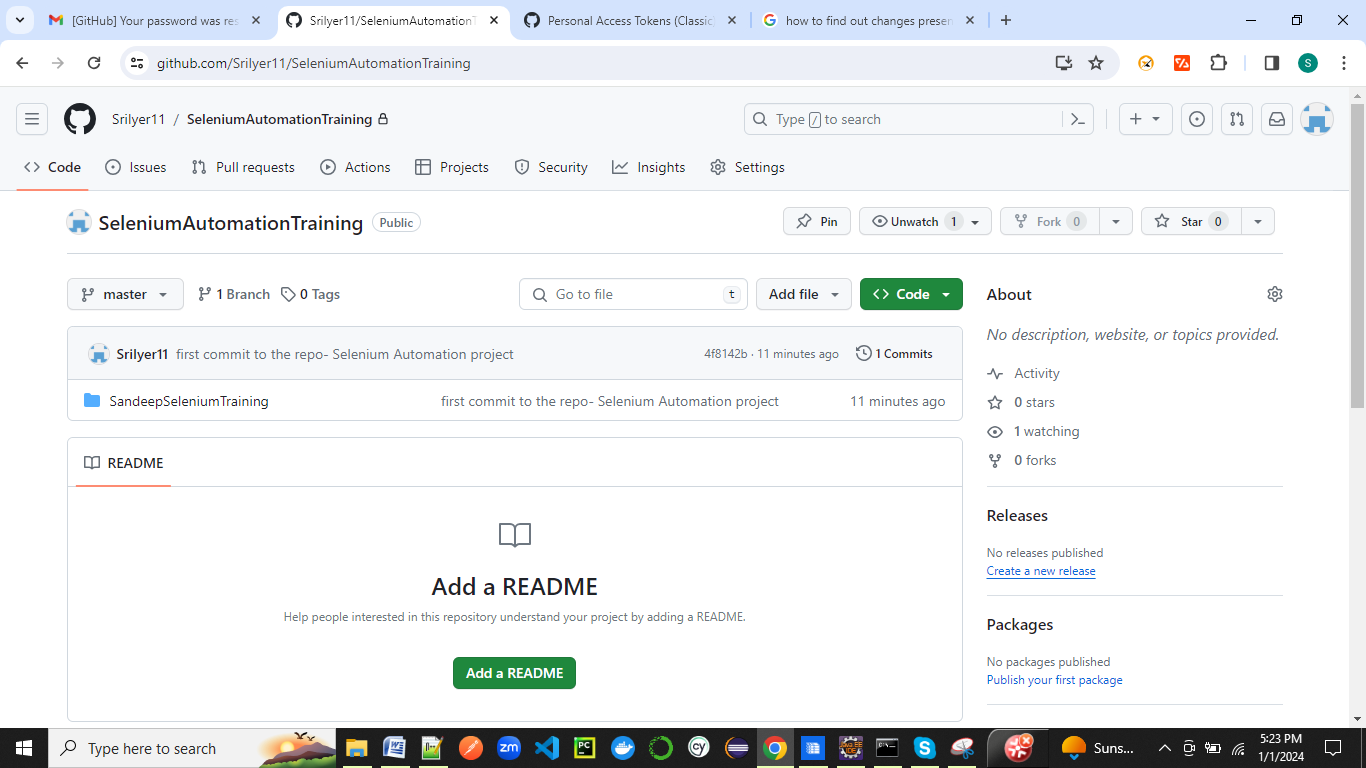 [GitHub] Your password was res
Srilyer11/SeleniumAutomationT
Personal Access Tokens (Classic
how to find out changes presen
github.com/Srilyer11/SeleniumAutomationTraining
S
Srilyer11 / SeleniumAutomationTraining
Type / to search
Code
Issues
Pull requests
Actions
Projects
Security
Insights
Settings
SeleniumAutomationTraining Public
Pin
Unwatch 1
Fork 0
Star 0
master
1 Branch
0 Tags
Go to file t
Add file
Code
Srilyer11 first commit to the repo- Selenium Automation project
4f8142b · 11 minutes ago
1 Commits
SandeepSeleniumTraining
first commit to the repo- Selenium Automation project
11 minutes ago
README
Add a README
Help people interested in this repository understand your project by adding a README.
Add a README
About
No description, website, or topics provided.
Activity
0 stars
1 watching
0 forks
Releases
No releases published
Create a new release
Packages
No packages published
Publish your first package
Type here to search
zm
PC
cy
Suns...
5:23 PM
1/1/2024